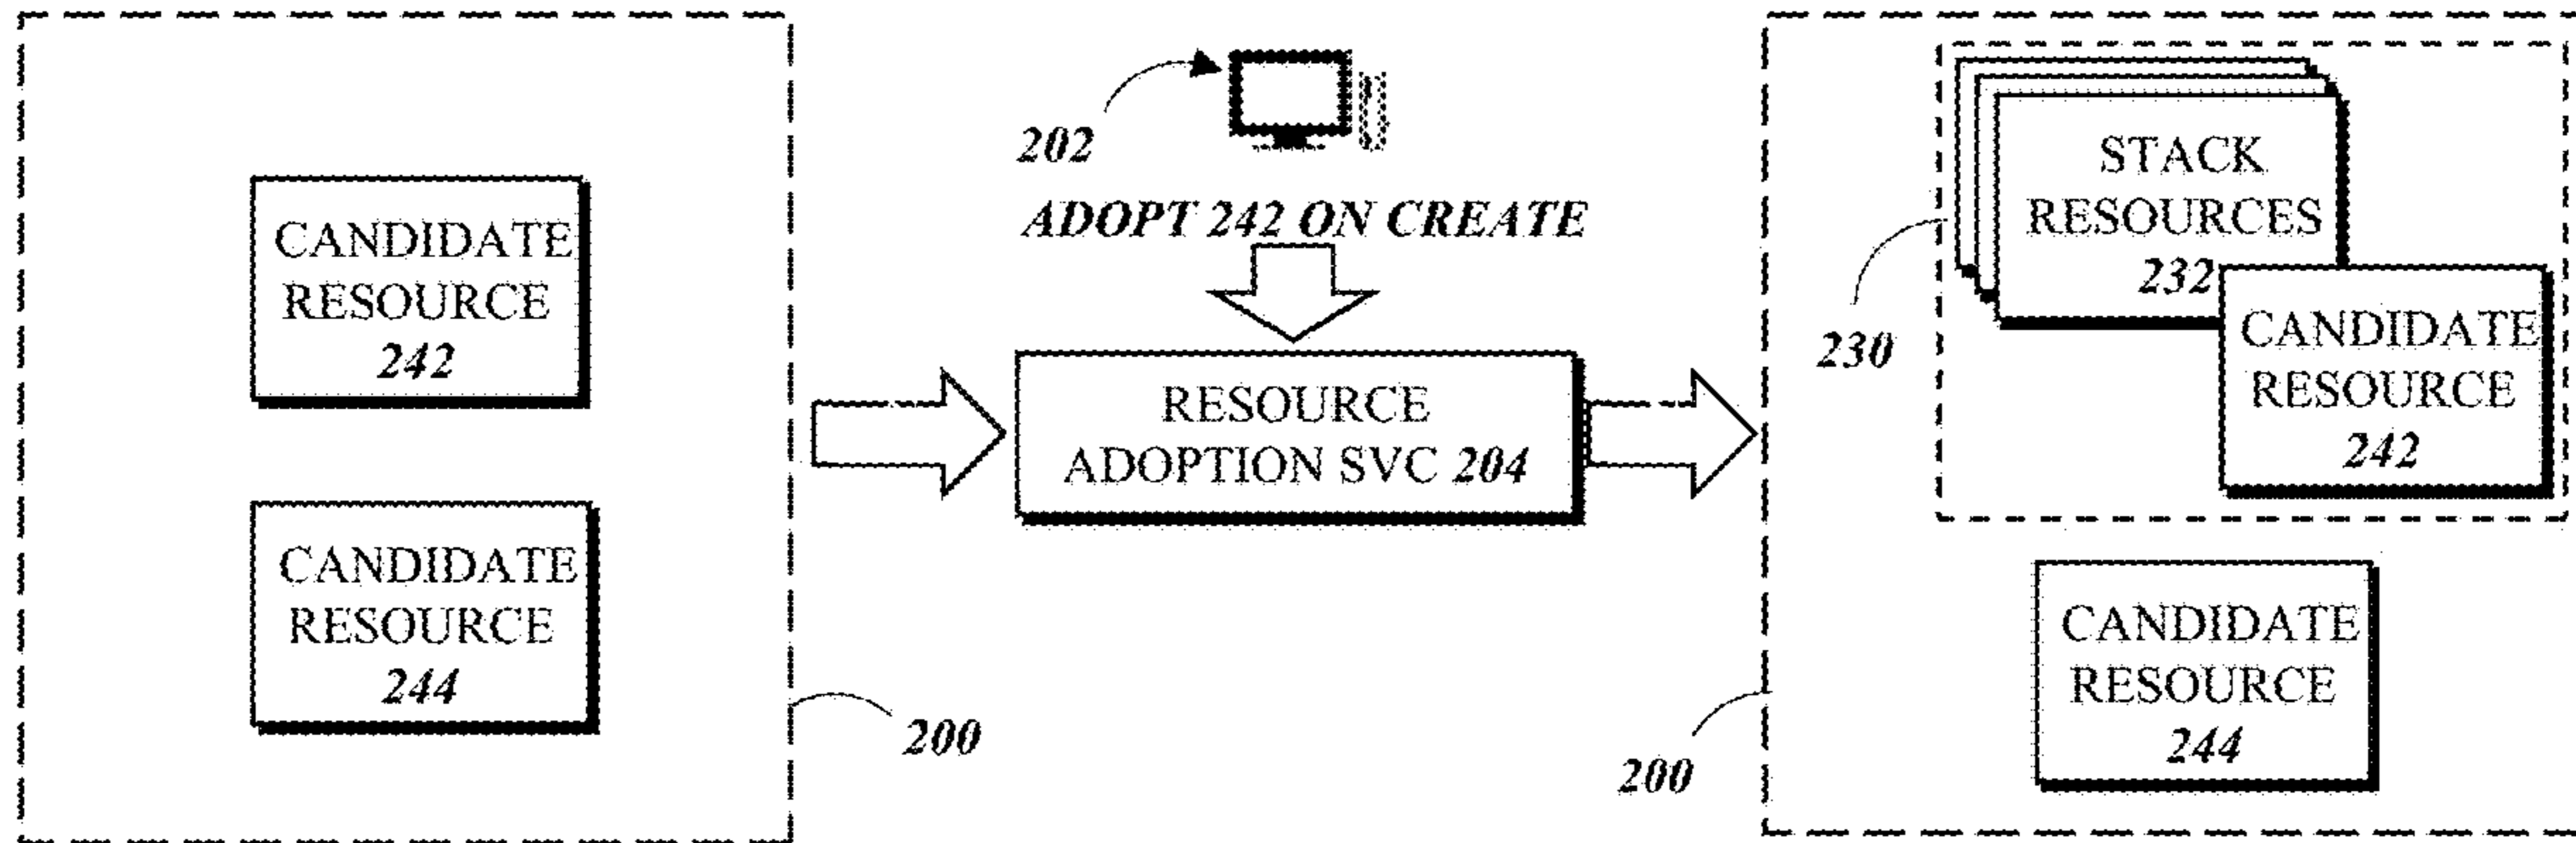 CANDIDATE
RESOURCE
242
CANDIDATE
RESOURCE
244
200
202
ADOPT 242 ON CREATE
RESOURCE
ADOPTION SVC 204
STACK
RESOURCES
232
230
CANDIDATE
RESOURCE
242
CANDIDATE
RESOURCE
244
200